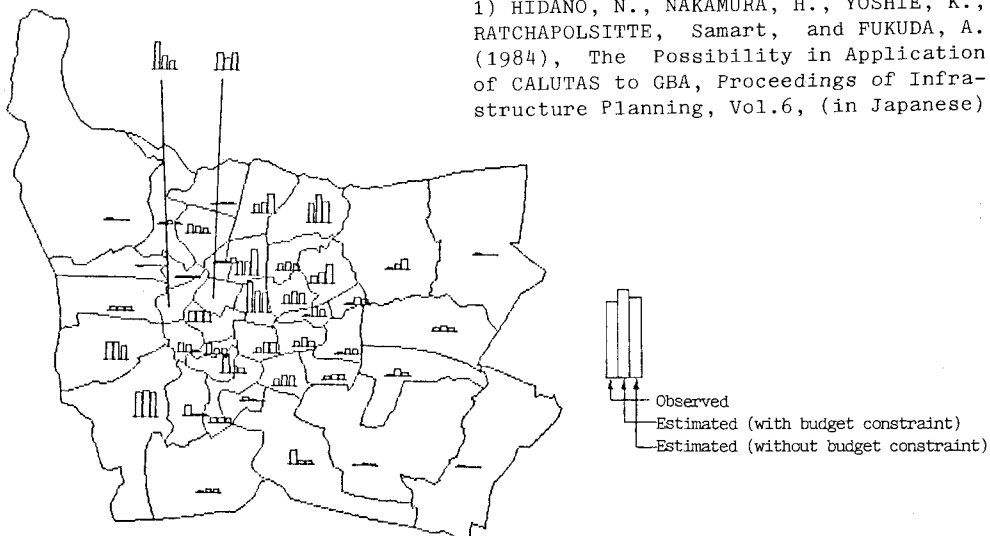 1) HIDANO, N., NAKAMURA, H., YOSHIE, K.,
RATCHAPOLSITTE, Samart, and FUKUDA, A.
(1984), The Possibility in Application
of CALUTAS to GBA, Proceedings of Infra-
structure Planning, Vol.6, (in Japanese)
Observed
Estimated (with budget constraint)
Estimated (without budget constraint)